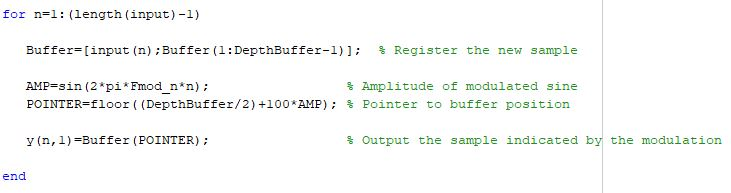 for n=1:(length(input)-1)
Buffer=[input(n);Buffer(1:DepthBuffer-1)]; % Register the new sample
AMP=sin(2*pi*Fmod_n*n); % Amplitude of modulated sine
POINTER=floor((DepthBuffer/2)+100*AMP); % Pointer to buffer position
y(n,1)=Buffer(POINTER); % Output the sample indicated by the modulation
end